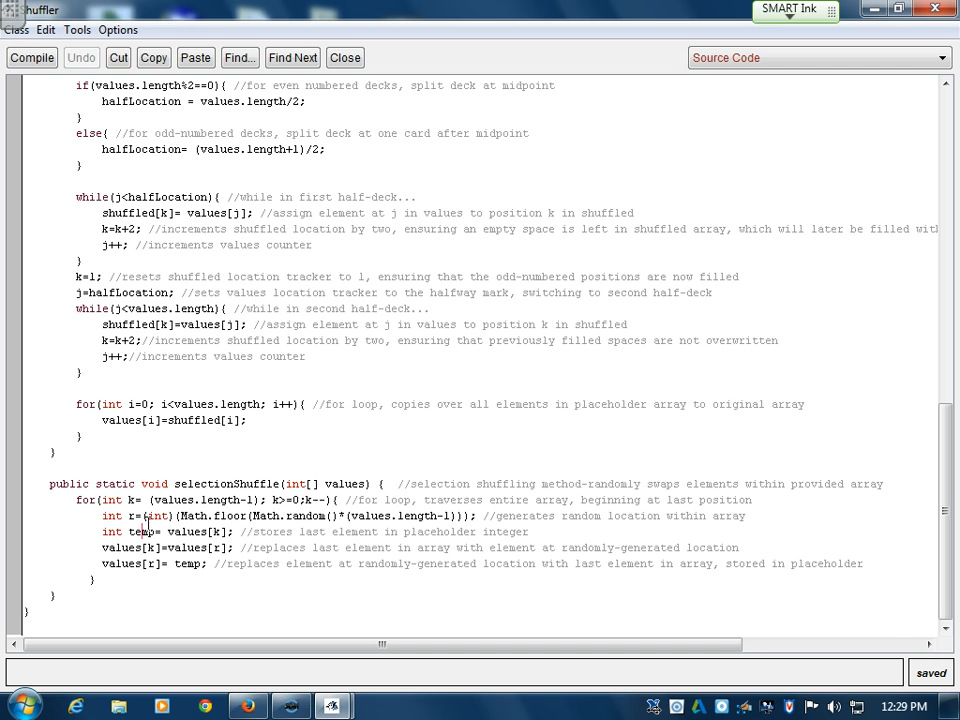 Shuffler
SMART Ink
Class Edit Tools Options
Compile Undo Cut Copy Paste Find... Find Next Close Source Code
if(values.length%2==0){ //for even numbered decks, split deck at midpoint
halfLocation = values.length/2;
}
else{ //for odd-numbered decks, split deck at one card after midpoint
halfLocation= (values.length+1)/2;
}
while(j<halfLocation){ //while in first half-deck...
shuffled[k]= values[j]; //assign element at j in values to position k in shuffled
k=k+2; //increments shuffled location by two, ensuring an empty space is left in shuffled array, which will later be filled wit
j++; //increments values counter
}
k=1; //resets shuffled location tracker to 1, ensuring that the odd-numbered positions are now filled
j=halfLocation; //sets values location tracker to the halfway mark, switching to second half-deck
while(j<values.length){ //while in second half-deck...
shuffled[k]=values[j]; //assign element at j in values to position k in shuffled
k=k+2;//increments shuffled location by two, ensuring that previously filled spaces are not overwritten
j++;//increments values counter
}
for(int i=0; i<values.length; i++){ //for loop, copies over all elements in placeholder array to original array
values[i]=shuffled[i];
}
}
public static void selectionShuffle(int[] values) { //selection shuffling method-randomly swaps elements within provided array
for(int k= (values.length-1); k>=0;k--){ //for loop, traverses entire array, beginning at last position
int r=(int)(Math.floor(Math.random()*(values.length-1))); //generates random location within array
int temp= values[k]; //stores last element in placeholder integer
values[k]=values[r]; //replaces last element in array with element at randomly-generated location
values[r]= temp; //replaces element at randomly-generated location with last element in array, stored in placeholder
}
}
}
saved
12:29 PM